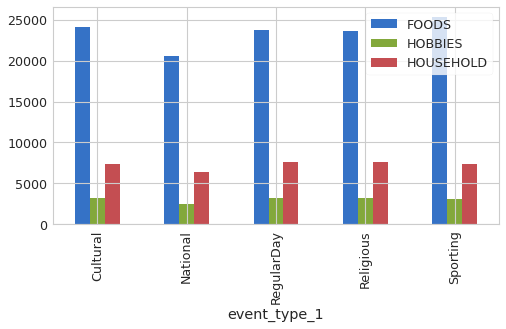 25000
20000
15000
10000
5000
0
FOODS
HOBBIES
HOUSEHOLD
Cultural
National
RegularDay
Religious
Sporting
event_type_1